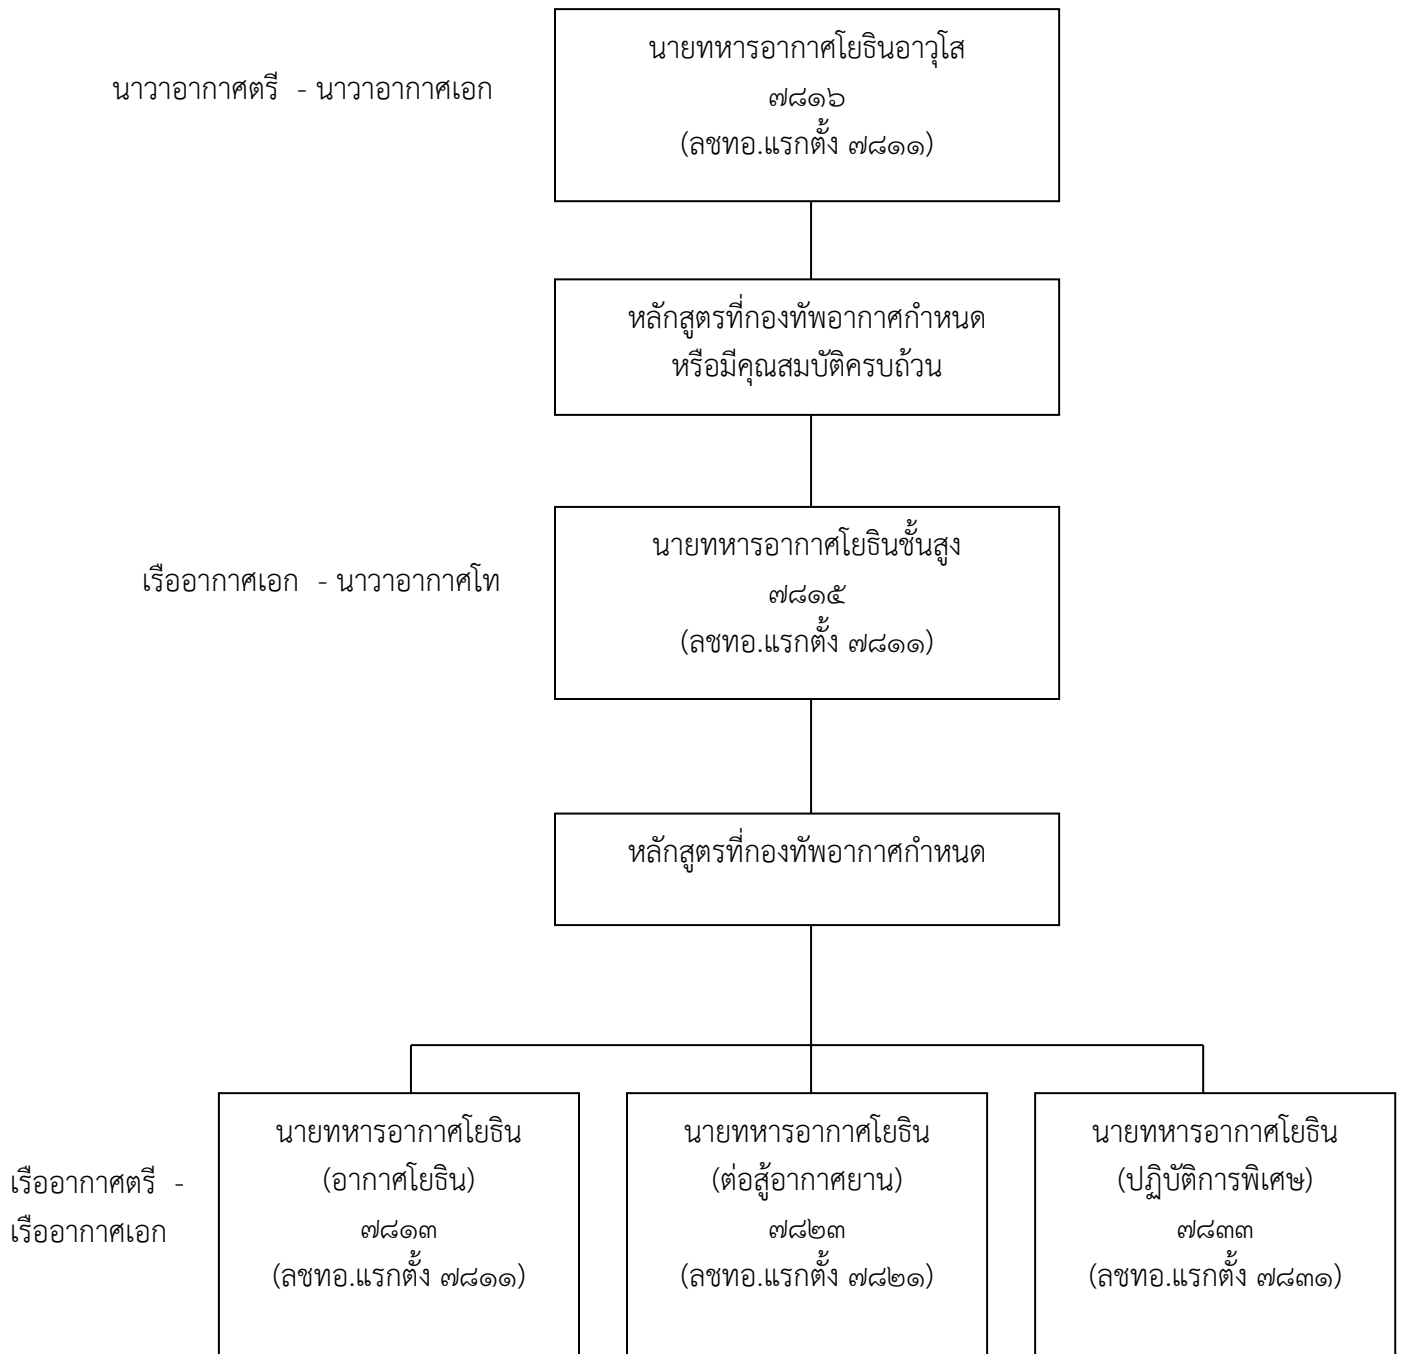 นายทหารอากาศโยธินอาวุโส
นาวาอากาศตรี - นาวาอากาศเอก
๗๘๑๖
(ลชทอ.แรกตั้ง ๗๘๑๑)
หลักสูตรที่กองทัพอากาศกำหนด
หรือมีคุณสมบัติครบถ้วน
นายทหารอากาศโยธินชั้นสูง
เรืออากาศเอก - นาวาอากาศโท
๗๘๑๕
(ลชทอ.แรกตั้ง ๗๘๑๑)
หลักสูตรที่กองทัพอากาศกำหนด
เรืออากาศตรี -
เรืออากาศเอก
นายทหารอากาศโยธิน
(อากาศโยธิน)
๗๘๑๓
(ลชทอ.แรกตั้ง ๗๘๑๑)
นายทหารอากาศโยธิน
(ต่อสู้อากาศยาน)
๗๘๒๓
(ลชทอ.แรกตั้ง ๗๘๒๑)
นายทหารอากาศโยธิน
(ปฏิบัติการพิเศษ)
๗๘๓๓
(ลชทอ.แรกตั้ง ๗๘๓๑)